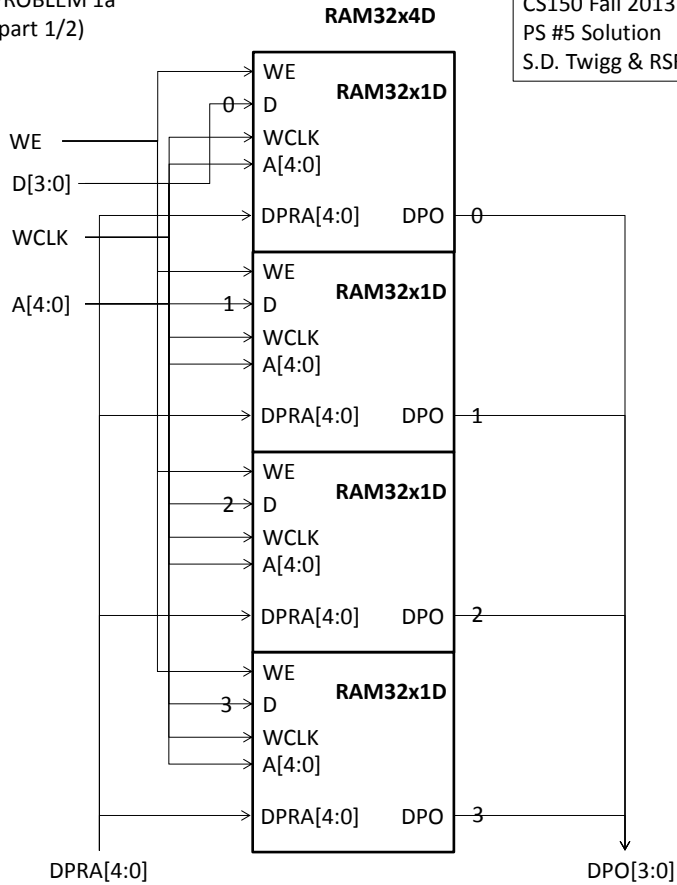 PROBLEM 1a
part 1/2)
RAM32x4D
CS150 Fall 2013
PS #5 Solution
S.D. Twigg &
WE
D[3:0]
WCLK
A[4:0]
WE
RAM32x1D
0
D
WCLK
A[4:0]
DPRA[4:0]
DPO
0
WE
RAM32x1D
1
D
WCLK
A[4:0]
DPRA[4:0]
DPO
1
WE
RAM32x1D
2
D
WCLK
A[4:0]
DPRA[4:0]
DPO
2
WE
RAM32x1D
3
D
WCLK
A[4:0]
DPRA[4:0]
DPO
3
DPRA[4:0]
DPO[3:0]